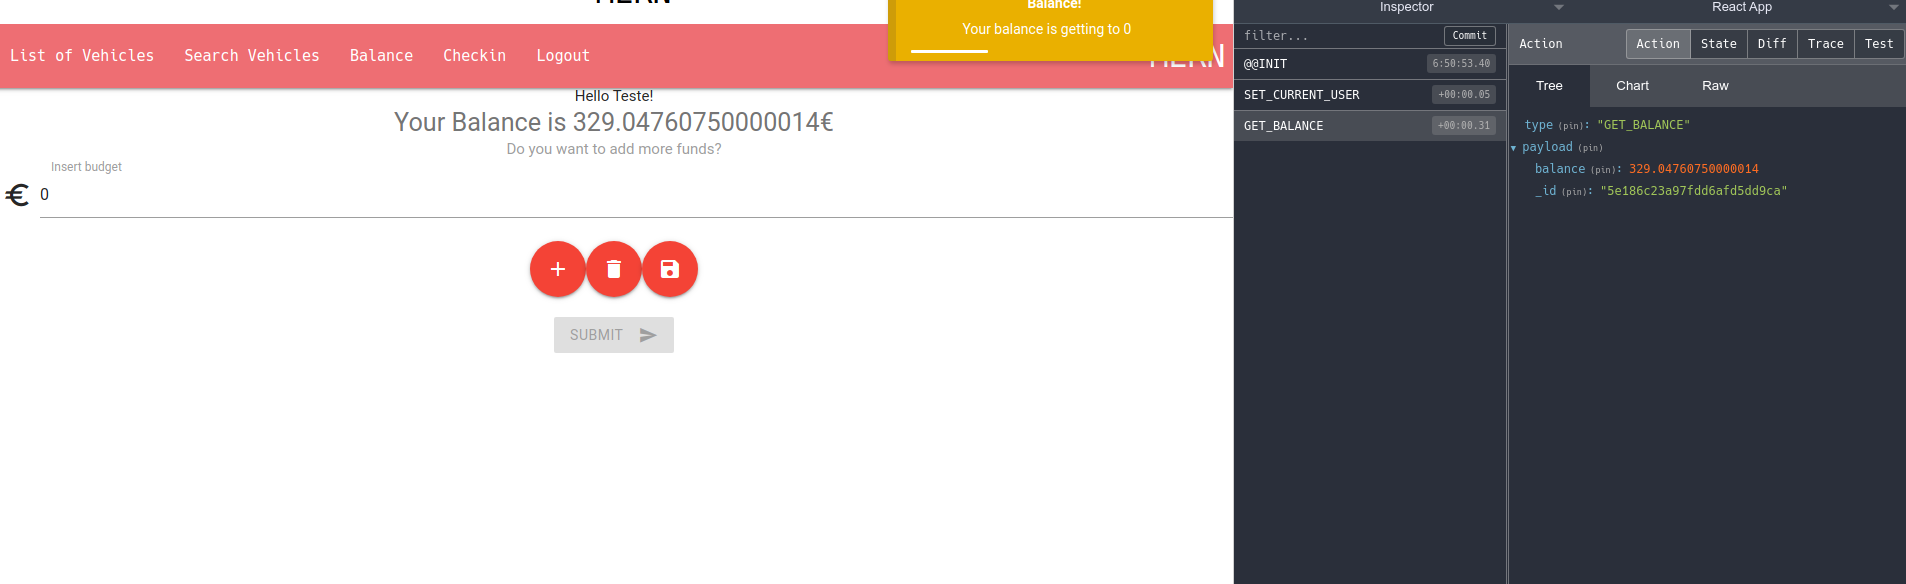 MERN
Balance!
Your balance is getting to 0
List of Vehicles Search Vehicles Balance Checkin Logout MERN
Hello Teste!
Your Balance is 329.04760750000014€
Do you want to add more funds?
Insert budget
€ 0
SUBMIT
Inspector React App
filter... Commit
@@INIT 6:50:53.40
SET_CURRENT_USER +00:00.05
GET_BALANCE +00:00.31
Action Action State Diff Trace Test
Tree Chart Raw
type (pin): "GET_BALANCE"
payload (pin)
balance (pin): 329.04760750000014
_id (pin): "5e186c23a97fdd6afd5dd9ca"